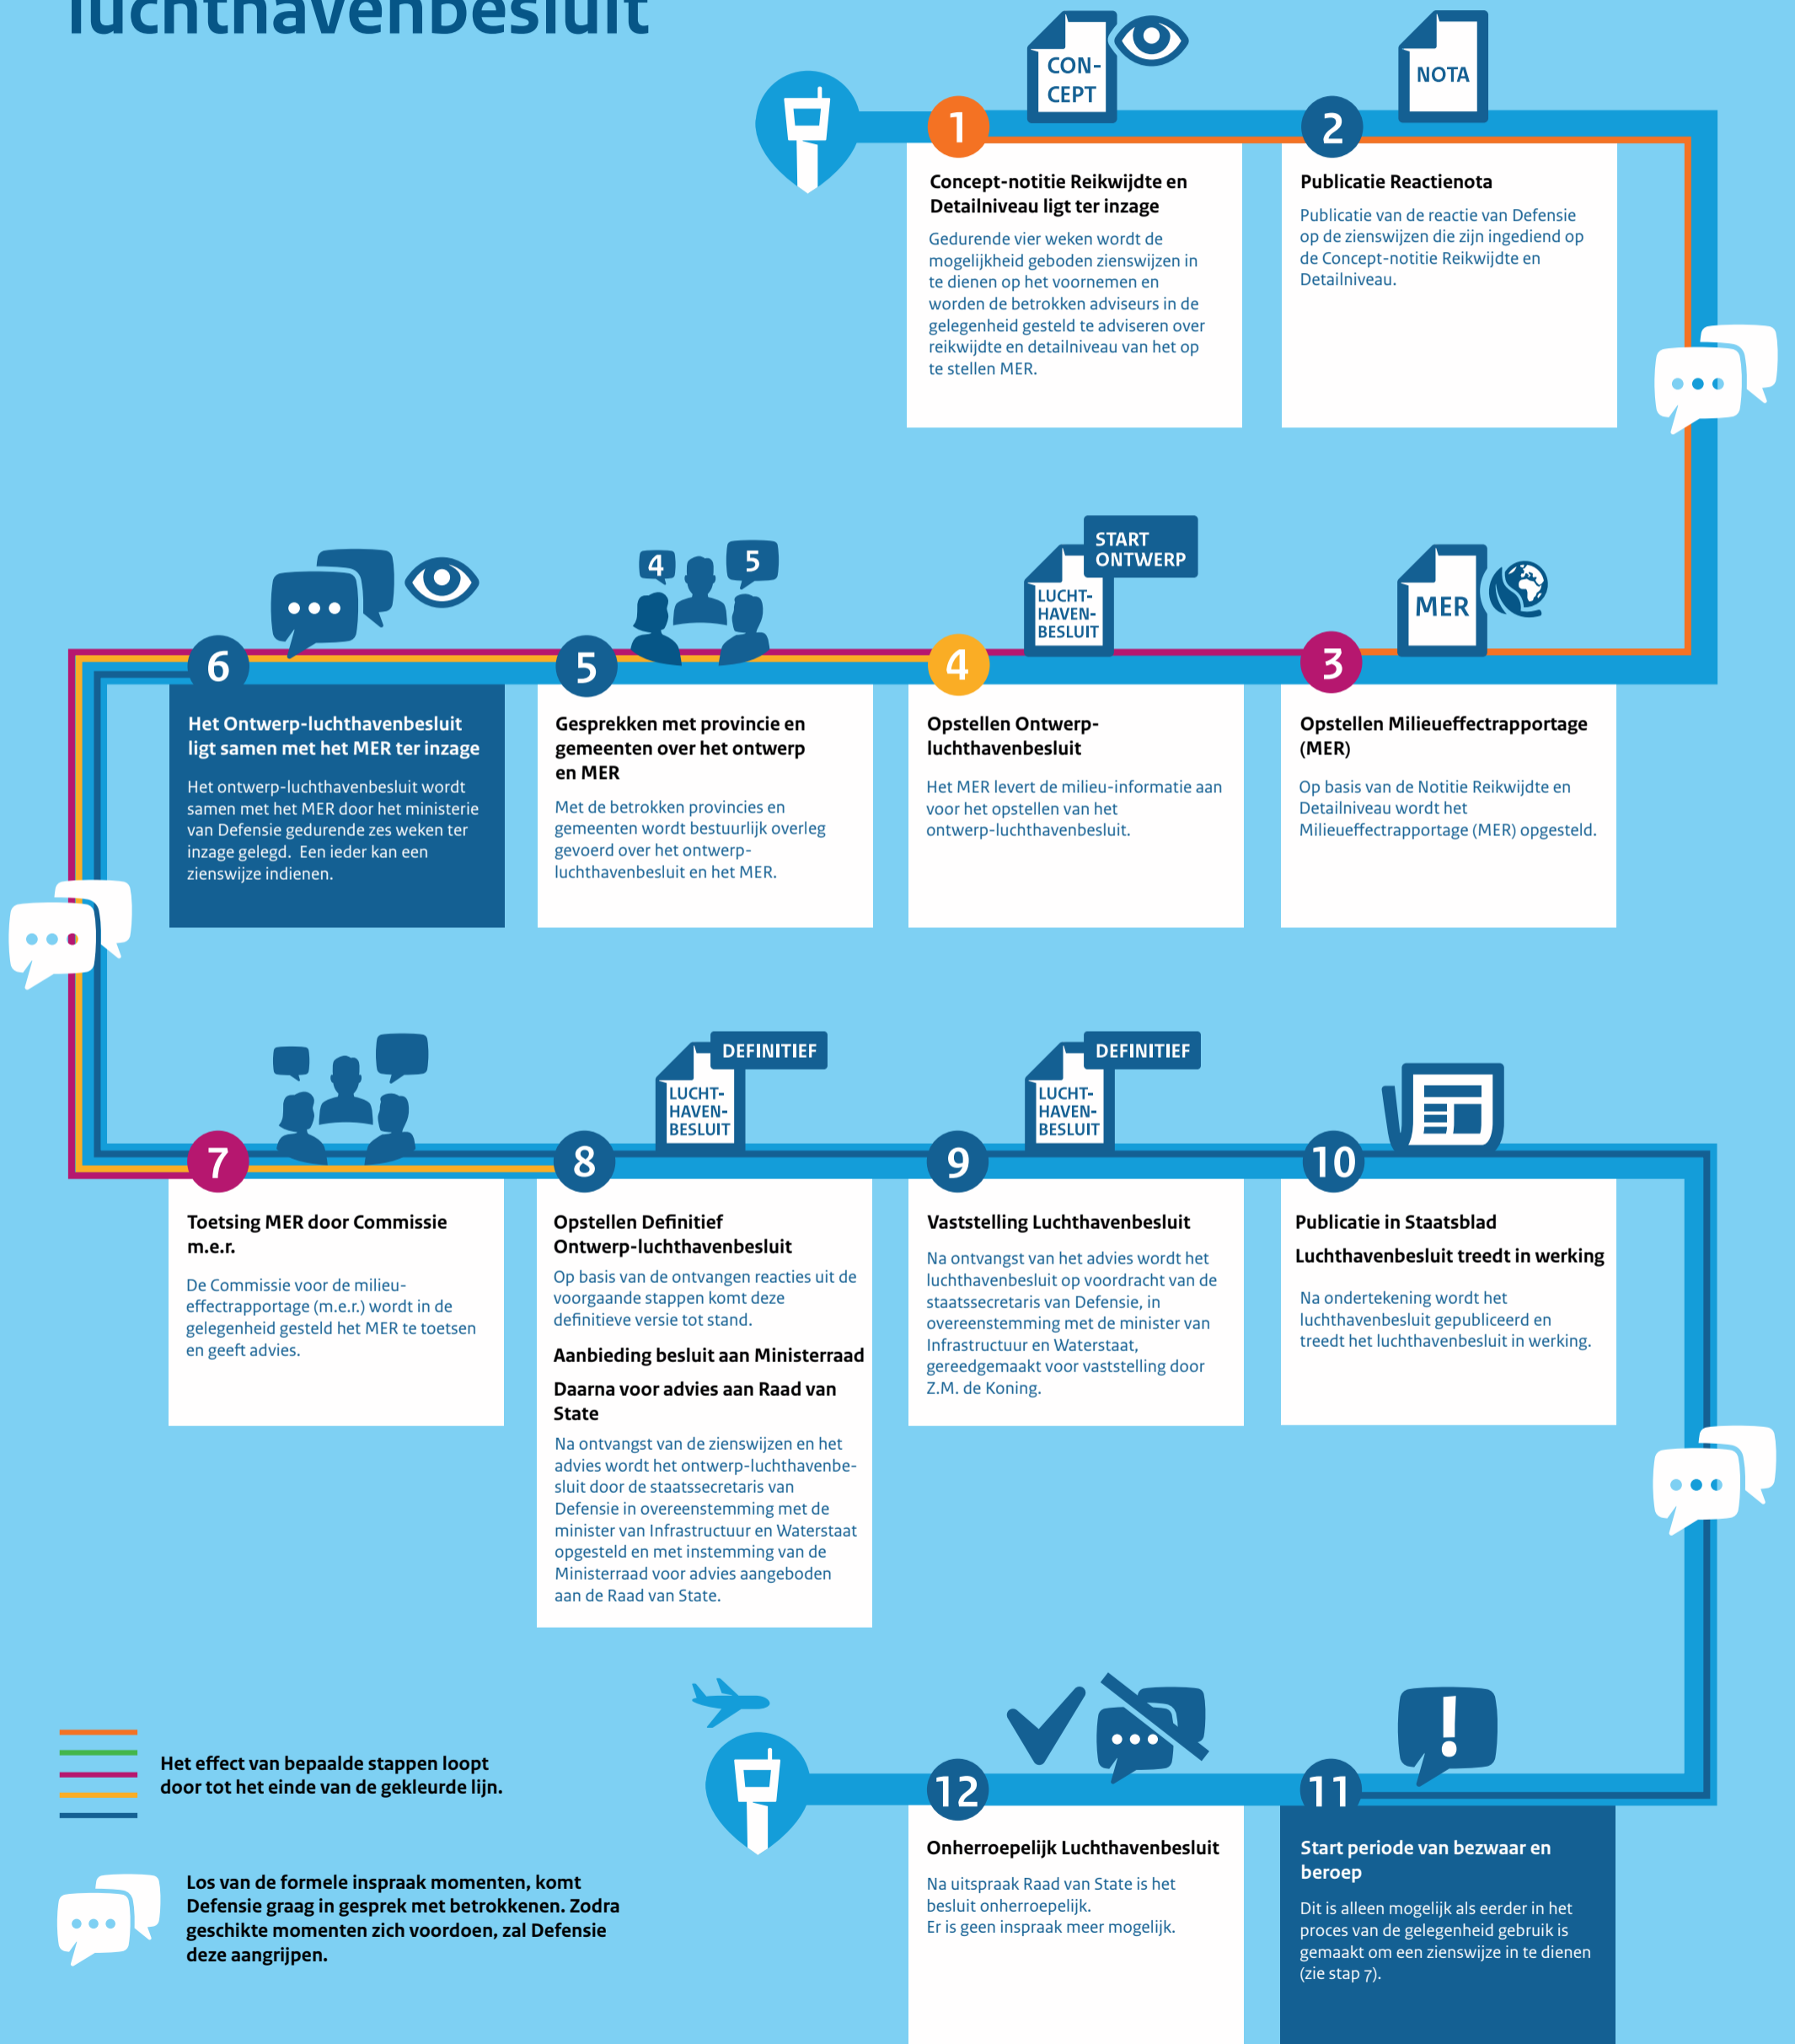 luchthavenbesluit
CON-
CEPT
NOTA
1
2
Concept-notitie Reikwijdte en
Detailniveau ligt ter inzage
Gedurende vier weken wordt de
mogelijkheid geboden zienswijzen in
te dienen op het voornemen en
worden de betrokken adviseurs in de
gelegenheid gesteld te adviseren over
reikwijdte en detailniveau van het op
te stellen MER.
Publicatie Reactienota
Publicatie van de reactie van Defensie
op de zienswijzen die zijn ingediend op
de Concept-notitie Reikwijdte en
Detailniveau.
MER
3
Opstellen Milieueffectrapportage
(MER)
Op basis van de Notitie Reikwijdte en
Detailniveau wordt het
Milieueffectrapportage (MER) opgesteld.
START
ONTWERP
LUCHT-
HAVEN-
BESLUIT
4
Opstellen Ontwerp-
luchthavenbesluit
Het MER levert de milieu-informatie aan
voor het opstellen van het
ontwerp-luchthavenbesluit.
4
5
5
Gesprekken met provincie en
gemeenten over het ontwerp
en MER
Met de betrokken provincies en
gemeenten wordt bestuurlijk overleg
gevoerd over het ontwerp-
luchthavenbesluit en het MER.
6
Het Ontwerp-luchthavenbesluit
ligt samen met het MER ter inzage
Het ontwerp-luchthavenbesluit wordt
samen met het MER door het ministerie
van Defensie gedurende zes weken ter
inzage gelegd.  Een ieder kan een
zienswijze indienen.
7
Toetsing MER door Commissie
m.e.r.
De Commissie voor de milieu-
effectrapportage (m.e.r.) wordt in de
gelegenheid gesteld het MER te toetsen
en geeft advies.
DEFINITIEF
LUCHT-
HAVEN-
BESLUIT
8
Opstellen Definitief
Ontwerp-luchthavenbesluit
Op basis van de ontvangen reacties uit de
voorgaande stappen komt deze
definitieve versie tot stand.
Aanbieding besluit aan Ministerraad
Daarna voor advies aan Raad van
State
Na ontvangst van de zienswijzen en het
advies wordt het ontwerp-luchthavenbe-
sluit door de staatssecretaris van
Defensie in overeenstemming met de
minister van Infrastructuur en Waterstaat
opgesteld en met instemming van de
Ministerraad voor advies aangeboden
aan de Raad van State.
DEFINITIEF
LUCHT-
HAVEN-
BESLUIT
9
Vaststelling Luchthavenbesluit
Na ontvangst van het advies wordt het
luchthavenbesluit op voordracht van de
staatssecretaris van Defensie, in
overeenstemming met de minister van
Infrastructuur en Waterstaat,
gereedgemaakt voor vaststelling door
Z.M. de Koning.
10
Publicatie in Staatsblad
Luchthavenbesluit treedt in werking
Na ondertekening wordt het
luchthavenbesluit gepubliceerd en
treedt het luchthavenbesluit in werking.
11
Start periode van bezwaar en
beroep
Dit is alleen mogelijk als eerder in het
proces van de gelegenheid gebruik is
gemaakt om een zienswijze in te dienen
(zie stap 7).
12
Onherroepelijk Luchthavenbesluit
Na uitspraak Raad van State is het
besluit onherroepelijk.
Er is geen inspraak meer mogelijk.
Het effect van bepaalde stappen loopt
door tot het einde van de gekleurde lijn.
Los van de formele inspraak momenten, komt
Defensie graag in gesprek met betrokkenen. Zodra
geschikte momenten zich voordoen, zal Defensie
deze aangrijpen.